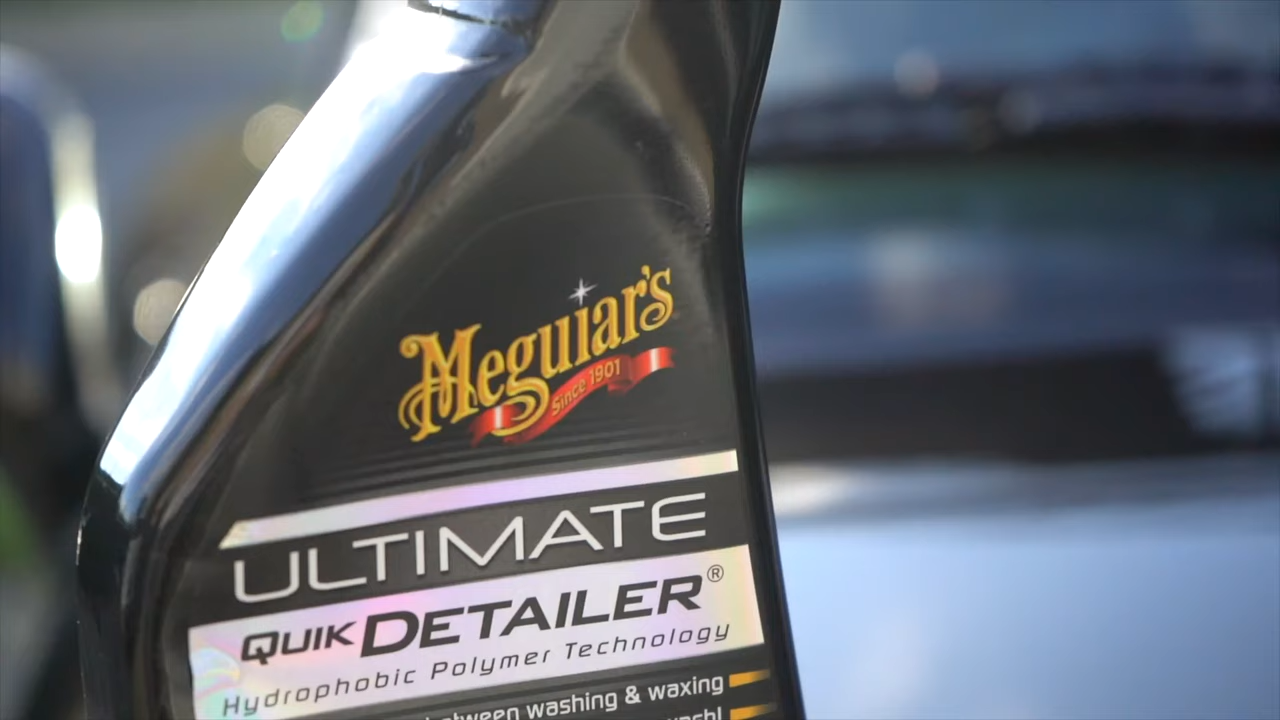 Meguiar's
Since 1901
ULTIMATE
QUIK DETAILER®
Hydrophobic Polymer Technology
between washing & waxing